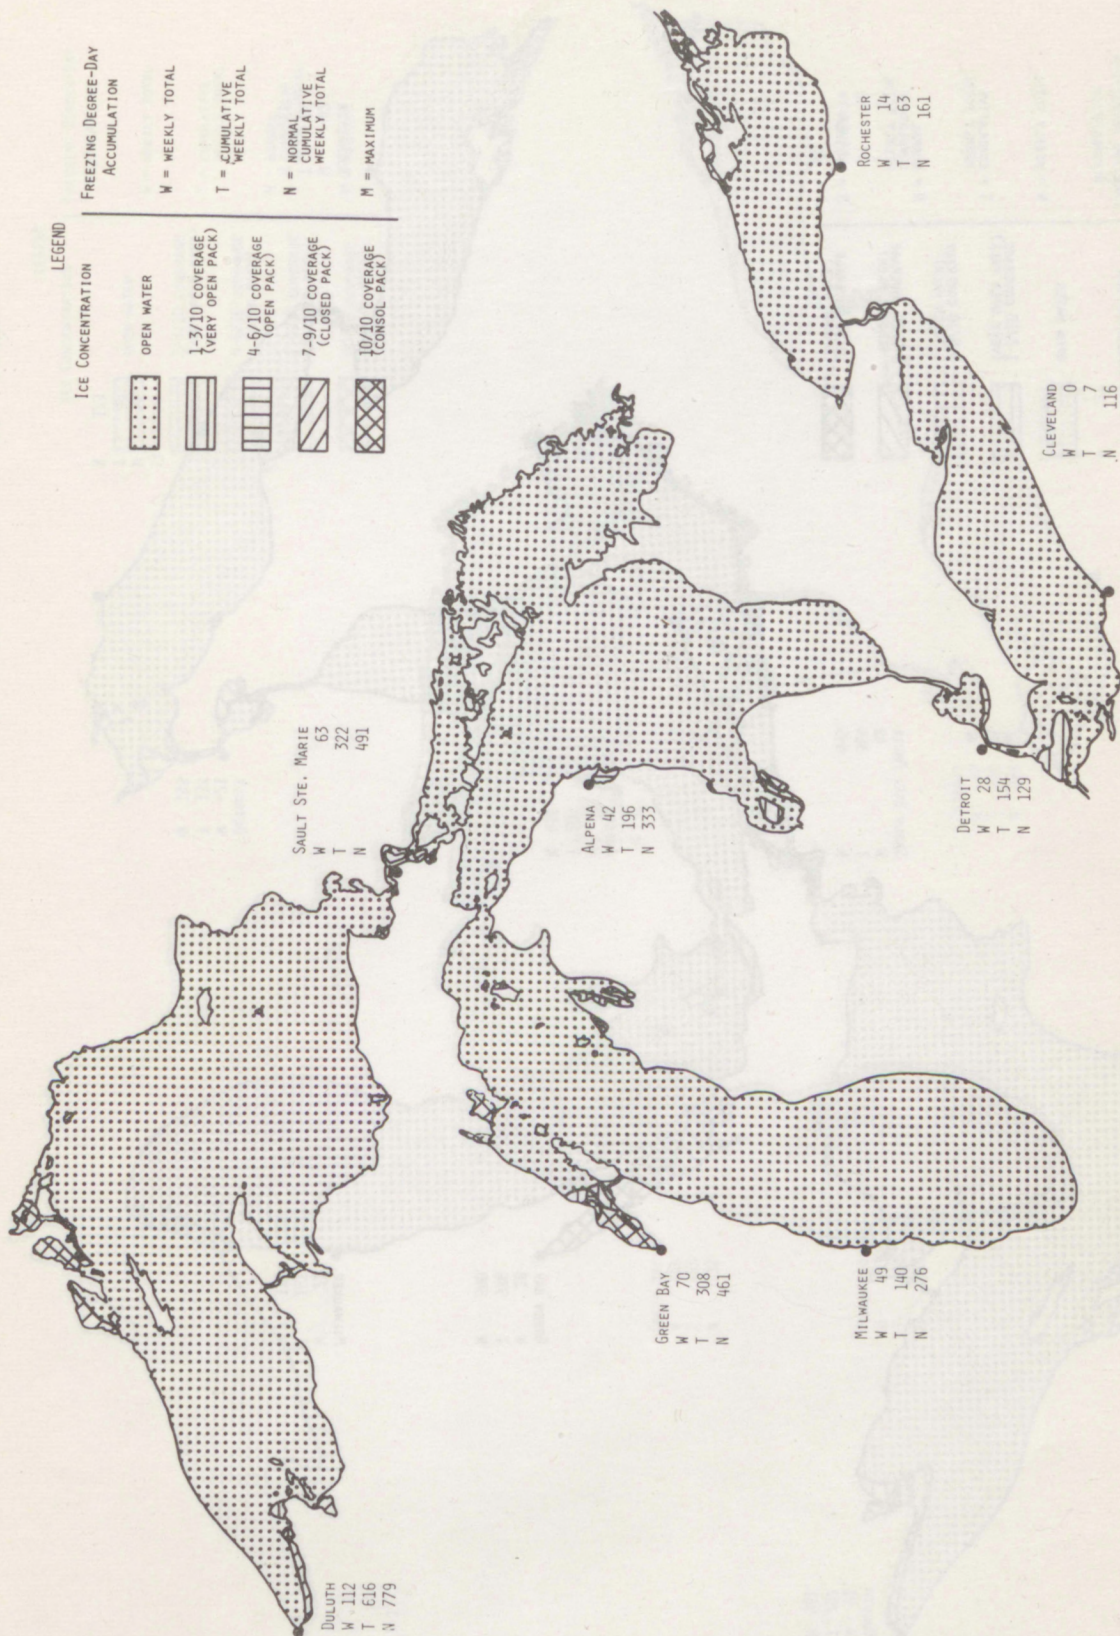 LEGEND
ICE CONCENTRATION
OPEN WATER
1-3/10 COVERAGE
(VERY OPEN PACK)
4-6/10 COVERAGE
(OPEN PACK)
7-9/10 COVERAGE
(CLOSED PACK)
10/10 COVERAGE
(CONSOL PACK)
FREEZING DEGREE-DAY
ACCUMULATION
W = WEEKLY TOTAL
T = CUMULATIVE
WEEKLY TOTAL
N = NORMAL
CUMULATIVE
WEEKLY TOTAL
M = MAXIMUM
DULUTH
W 112
T 616
N 779
SAULT STE. MARIE
W 63
T 322
N 491
GREEN BAY
W 70
T 308
N 461
MILWAUKEE
W 49
T 140
N 276
ALPENA
W 42
T 196
N 333
DETROIT
W 28
T 154
N 129
CLEVELAND
W 0
T 7
N 116
ROCHESTER
W 14
T 63
N 161